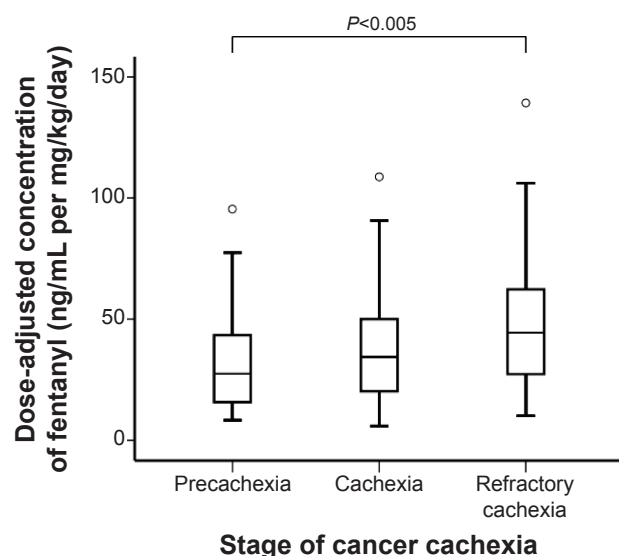 P<0.005
Dose-adjusted concentration
of fentanyl (ng/mL per mg/kg/day)
150
100
50
0
Precachexia
Cachexia
Refractory
cachexia
Stage of cancer cachexia